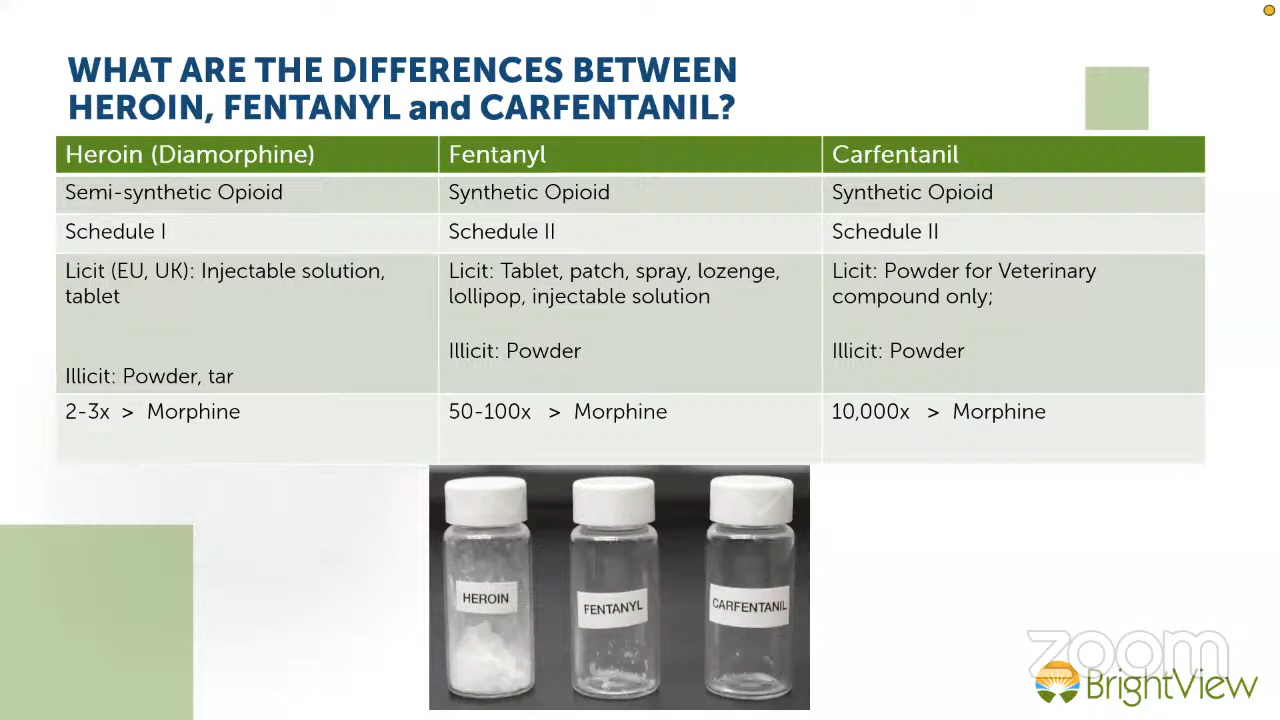 WHAT ARE THE DIFFERENCES BETWEEN
HEROIN, FENTANYL and CARFENTANIL?
Heroin (Diamorphine)
Fentanyl
Carfentanil
Semi-synthetic Opioid
Synthetic Opioid
Synthetic Opioid
Schedule I
Schedule II
Schedule II
Licit (EU, UK): Injectable solution,
tablet
Illicit: Powder, tar
Licit: Tablet, patch, spray, lozenge,
lollipop, injectable solution
Illicit: Powder
Licit: Powder for Veterinary
compound only;
Illicit: Powder
2-3x > Morphine
50-100x > Morphine
10,000x > Morphine
HEROIN
FENTANYL
CARFENTANIL
zoom
BrightView